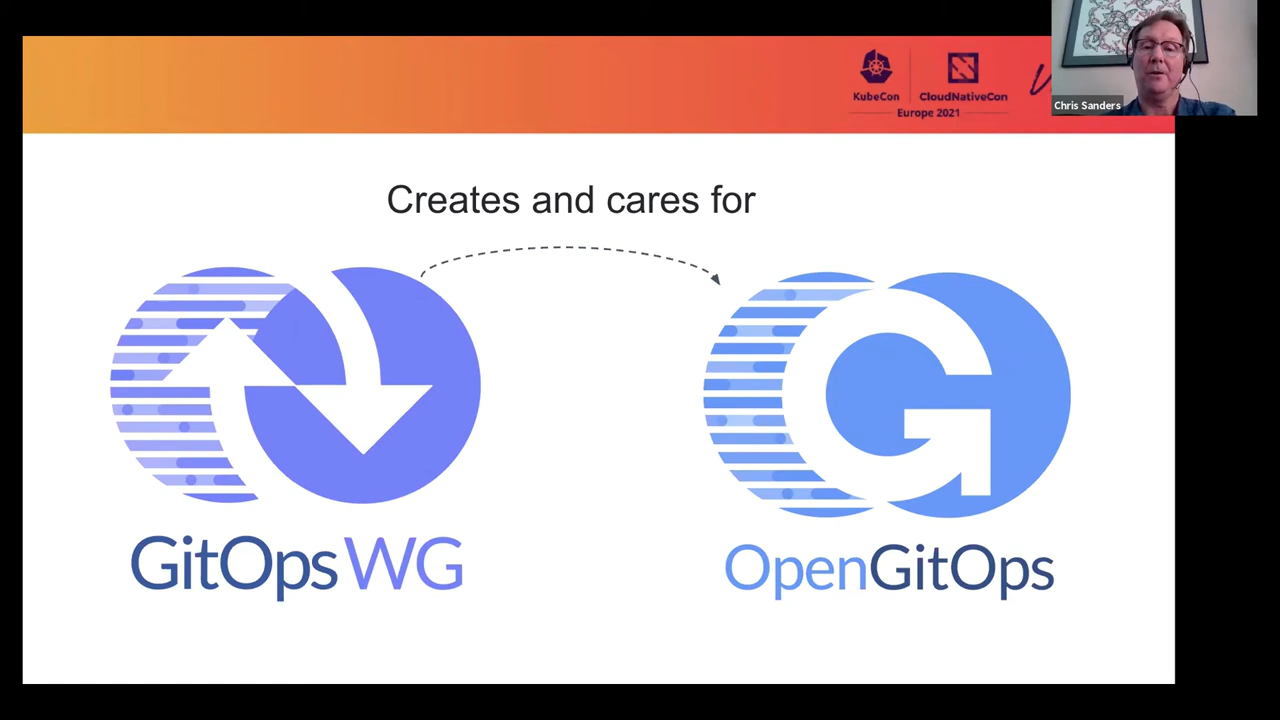 KubeCon
CloudNativeCon
Europe 2021
Chris Sanders
Creates and cares for
GitOps WG
OpenGitOps